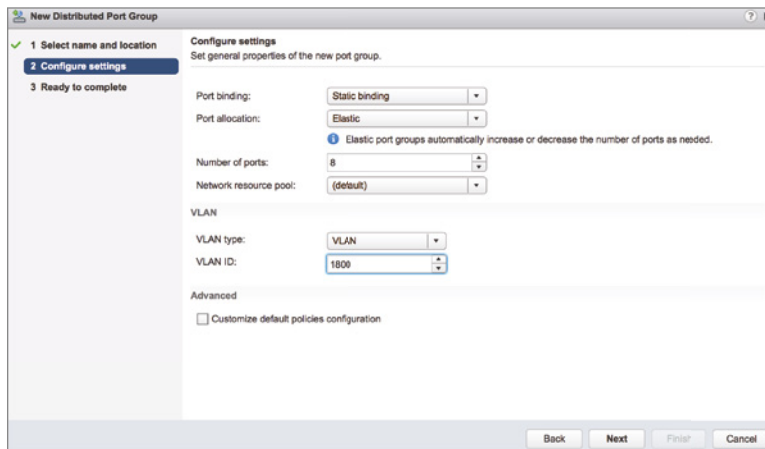 New Distributed Port Group
?
1 Select name and location
2 Configure settings
3 Ready to complete
Configure settings
Set general properties of the new port group.
Port binding: Static binding
Port allocation: Elastic
Elastic port groups automatically increase or decrease the number of ports as needed.
Number of ports: 8
Network resource pool: (default)
VLAN
VLAN type: VLAN
VLAN ID: 1800
Advanced
Customize default policies configuration
Back Next Finish Cancel